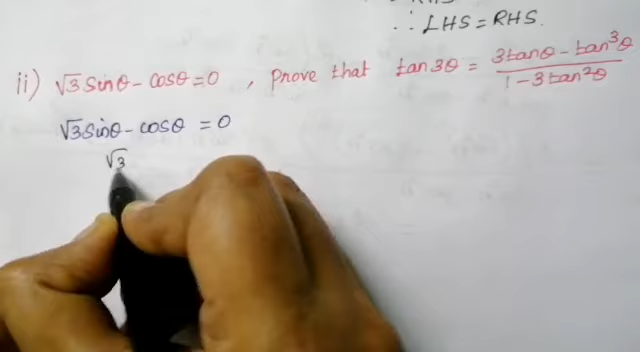 ∴ LHS = RHS.
ii) √3 Sinθ - cosθ = 0 , prove that tan 3θ = (3tanθ - tan³θ)/(1 - 3tan²θ)
√3 Sinθ - cosθ = 0
√3